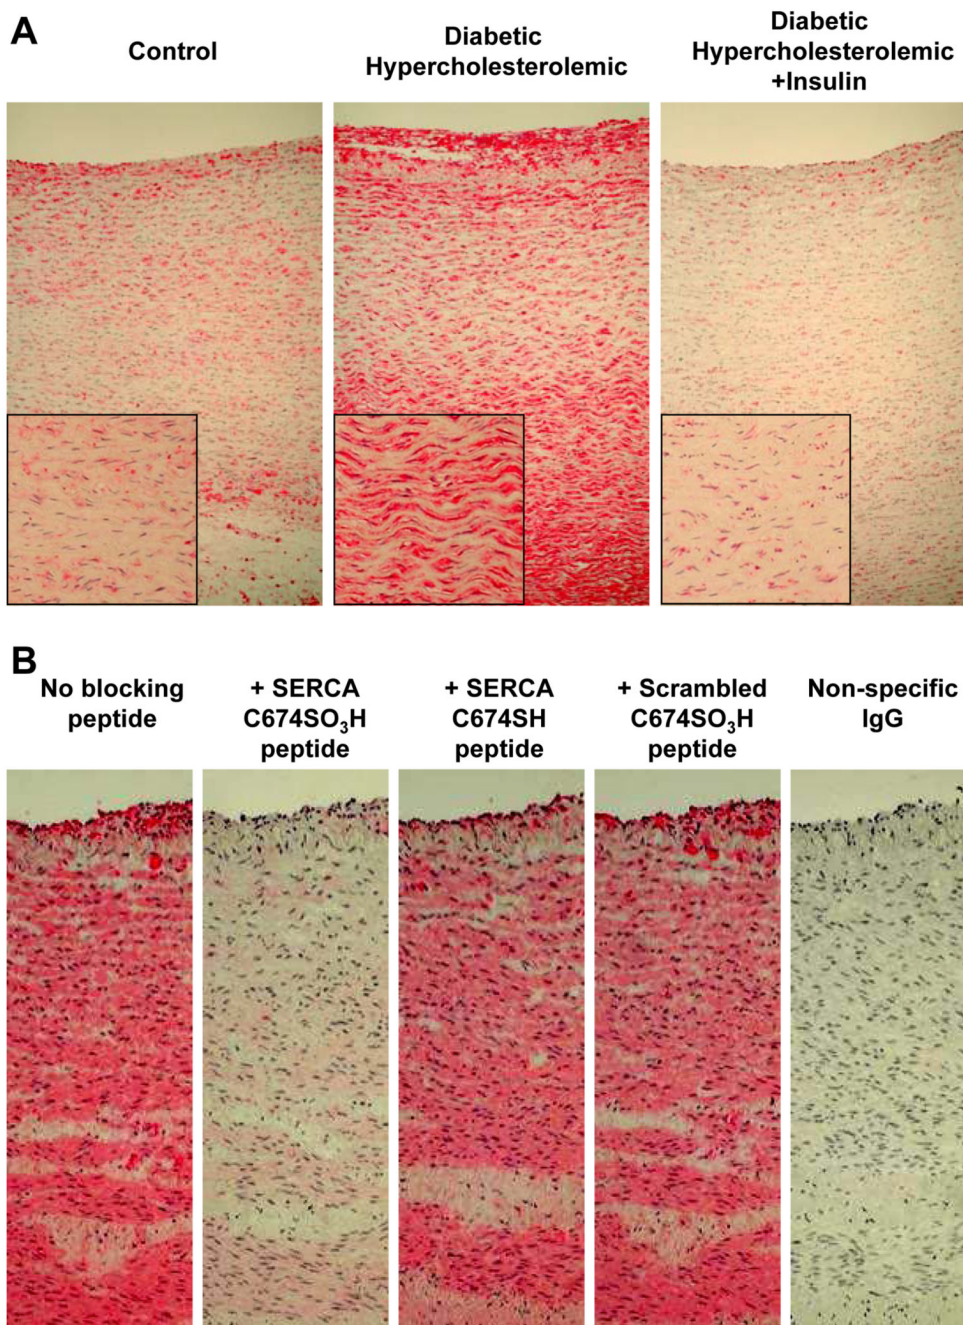 A
Control
Diabetic
Hypercholesterolemic
Diabetic
Hypercholesterolemic
+Insulin
B
No blocking
peptide
+ SERCA
C674SO₃H
peptide
+ SERCA
C674SH
peptide
+ Scrambled
C674SO₃H
peptide
Non-specific
IgG